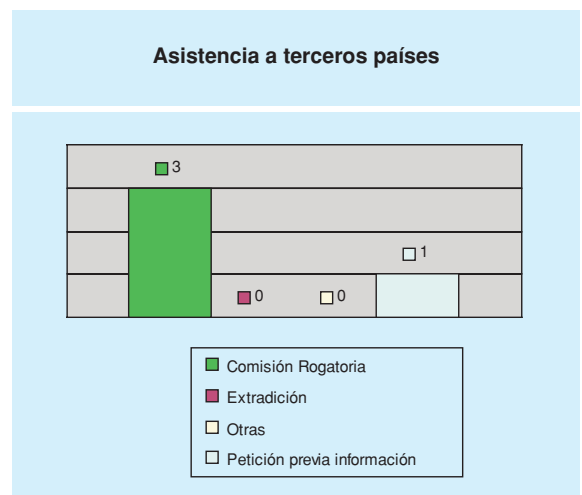 Asistencia a terceros países
3
1
0 0
Comisión Rogatoria
Extradición
Otras
Petición previa información